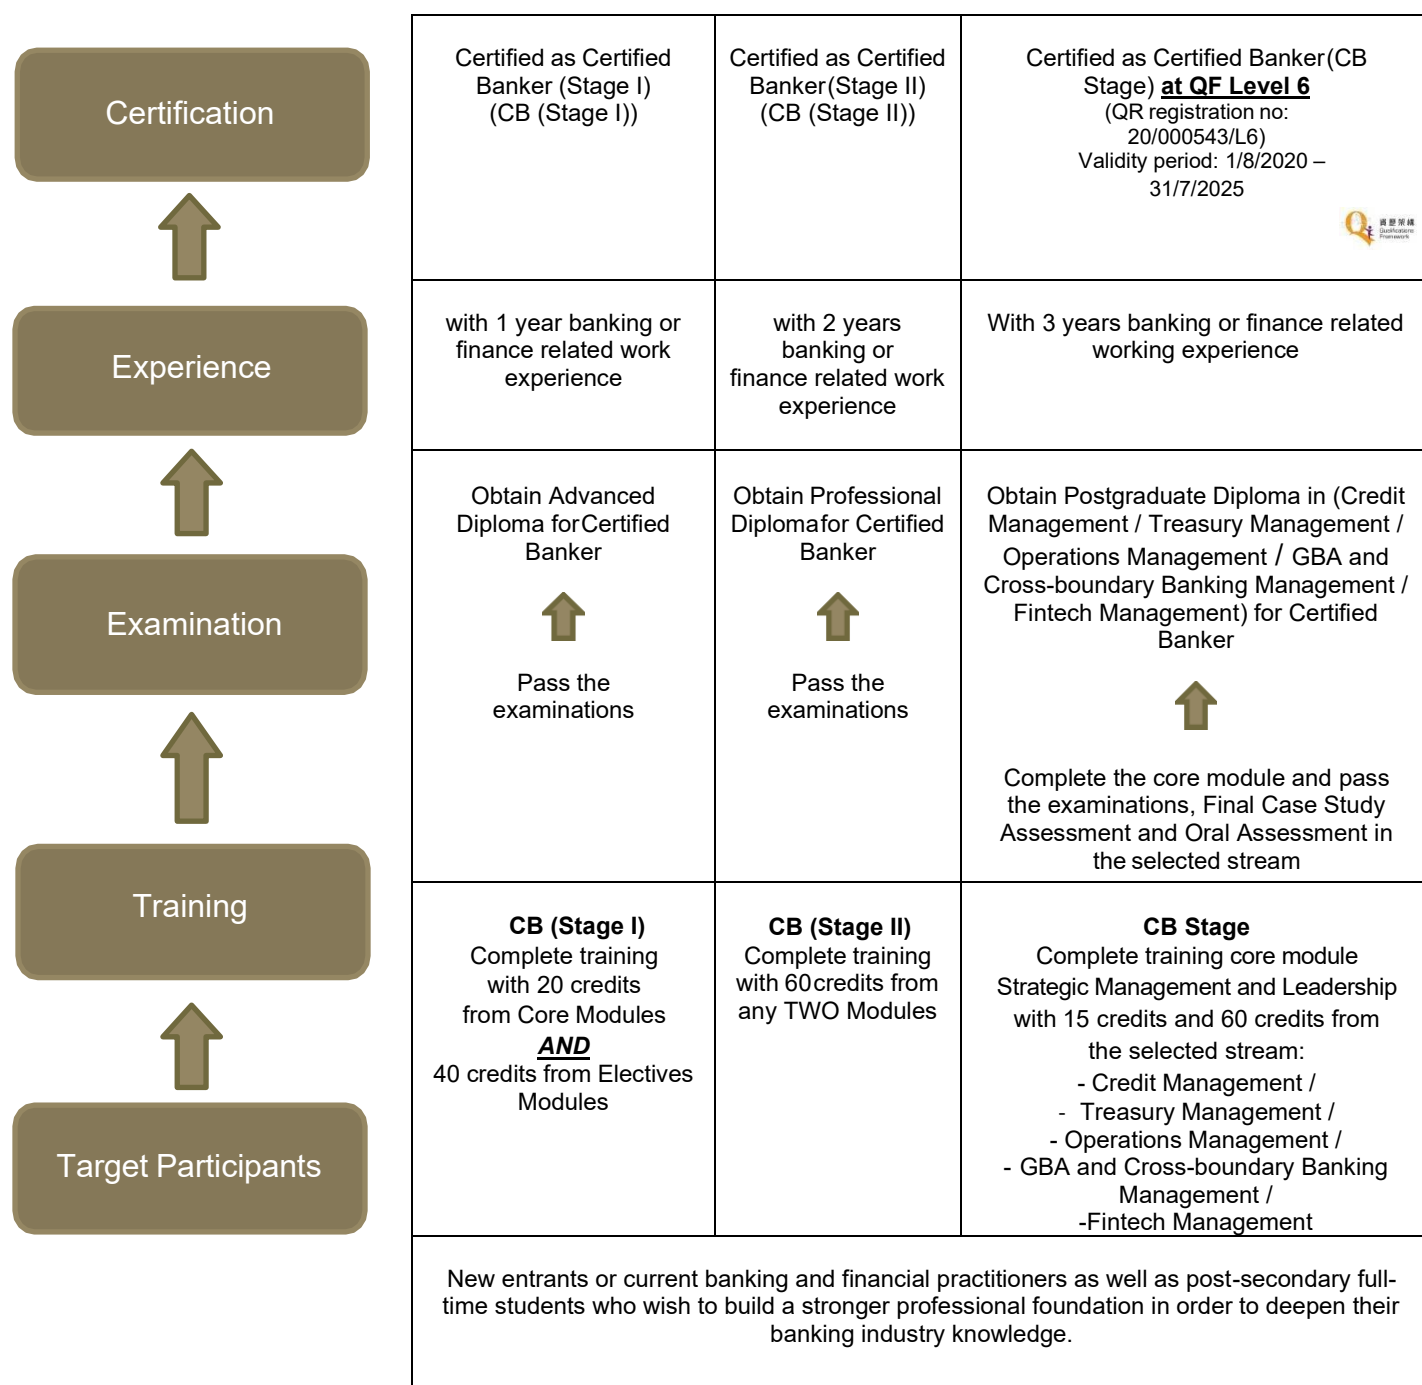 Certification
Certified as Certified
Banker (Stage I)
(CB (Stage I))
Certified as Certified
Banker(Stage II)
(CB (Stage II))
Certified as Certified Banker(CB
Stage) at QF Level 6
(QR registration no:
20/000543/L6)
Validity period: 1/8/2020 –
31/7/2025
資歷架構
Qualifications
Framework
Experience
with 1 year banking or
finance related work
experience
with 2 years
banking or
finance related work
experience
With 3 years banking or finance related
working experience
Examination
Obtain Advanced
Diploma forCertified
Banker
Pass the
examinations
Obtain Professional
Diplomafor Certified
Banker
Pass the
examinations
Obtain Postgraduate Diploma in (Credit
Management / Treasury Management /
Operations Management / GBA and
Cross-boundary Banking Management /
Fintech Management) for Certified
Banker
Complete the core module and pass
the examinations, Final Case Study
Assessment and Oral Assessment in
the selected stream
Training
CB (Stage I)
Complete training
with 20 credits
from Core Modules
AND
40 credits from Electives
Modules
CB (Stage II)
Complete training
with 60credits from
any TWO Modules
CB Stage
Complete training core module
Strategic Management and Leadership
with 15 credits and 60 credits from
the selected stream:
- Credit Management /
- Treasury Management /
- Operations Management /
- GBA and Cross-boundary Banking
Management /
-Fintech Management
Target Participants
New entrants or current banking and financial practitioners as well as post-secondary full-
time students who wish to build a stronger professional foundation in order to deepen their
banking industry knowledge.